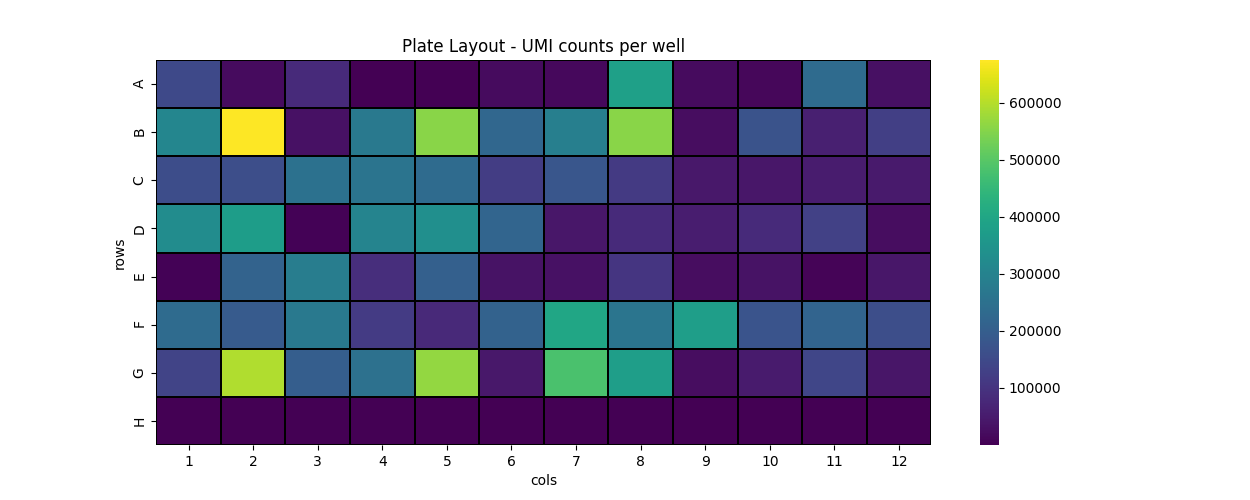 Plate Layout - UMI counts per well
A
B
C
D
E
F
G
H
rows
1 2 3 4 5 6 7 8 9 10 11 12
cols
600000
500000
400000
300000
200000
100000